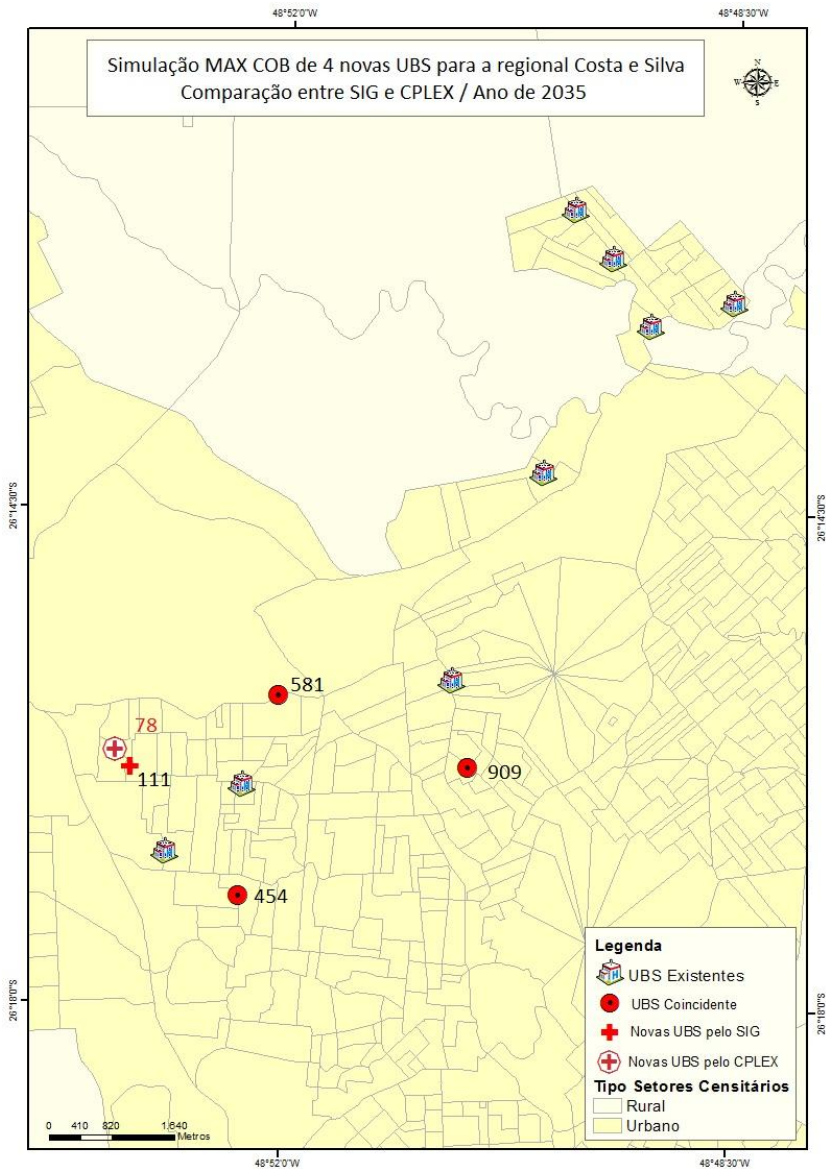 48°52'0"W
48°48'30"W
Simulação MAX COB de 4 novas UBS para a regional Costa e Silva
Comparação entre SIG e CPLEX / Ano de 2035
N
W
E
S
26°14'30"S
26°14'30"S
581
78
111
909
454
26°18'0"S
26°18'0"S
Legenda
UBS Existentes
UBS Coincidente
Novas UBS pelo SIG
Novas UBS pelo CPLEX
Tipo Setores Censitários
Rural
Urbano
0 410 820 1.640
Metros
48°52'0"W
48°48'30"W